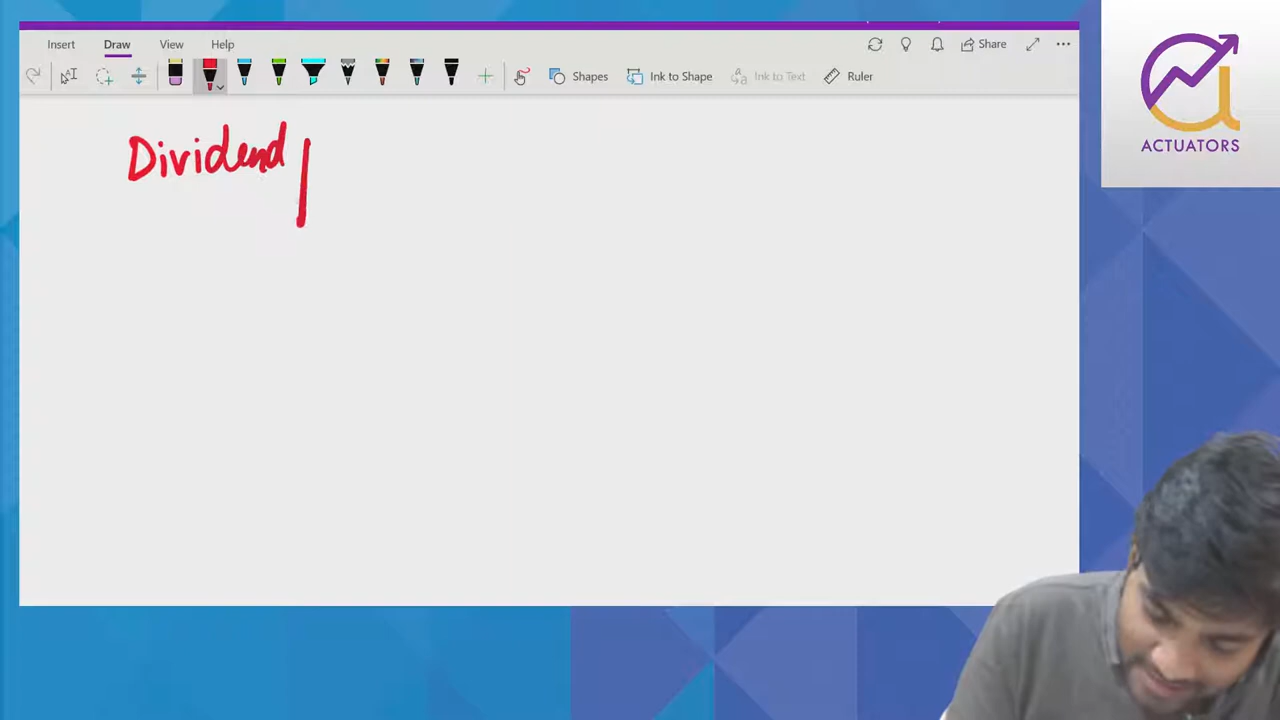 Insert Draw View Help Share
Shapes Ink to Shape Ink to Text Ruler
Dividend
ACTUATORS